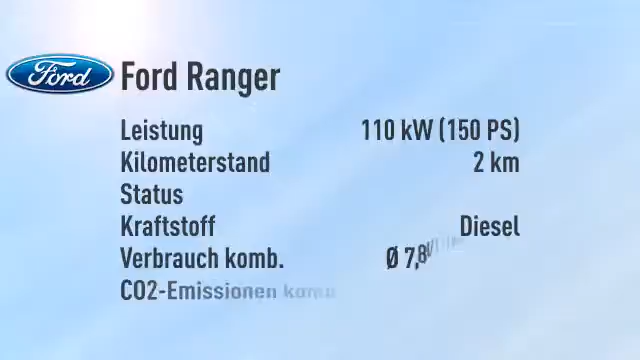 Ford
Ford Ranger
Leistung 110 kW (150 PS)
Kilometerstand 2 km
Status
Kraftstoff Diesel
Verbrauch komb. Ø 7,8
CO2-Emissionen